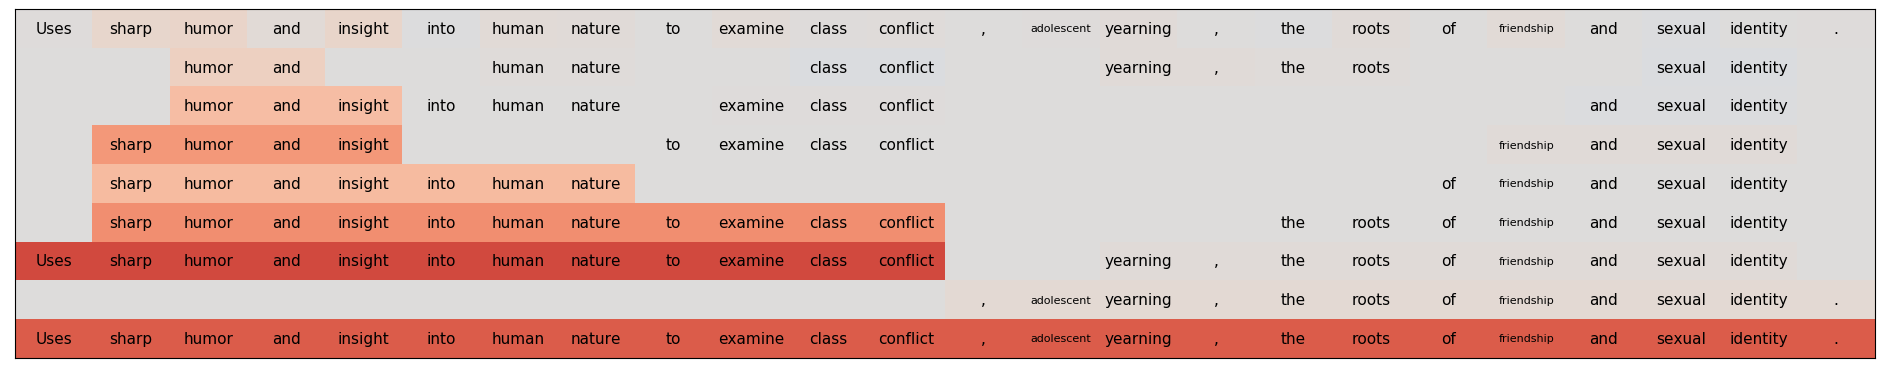 Uses sharp humor and insight into human nature to examine class conflict , adolescent yearning , the roots of friendship and sexual identity .
humor and human nature class conflict yearning , the roots sexual identity
humor and insight into human nature examine class conflict and sexual identity
sharp humor and insight to examine class conflict friendship and sexual identity
sharp humor and insight into human nature of friendship and sexual identity
sharp humor and insight into human nature to examine class conflict the roots of friendship and sexual identity
Uses sharp humor and insight into human nature to examine class conflict yearning , the roots of friendship and sexual identity
, adolescent yearning , the roots of friendship and sexual identity .
Uses sharp humor and insight into human nature to examine class conflict , adolescent yearning , the roots of friendship and sexual identity .